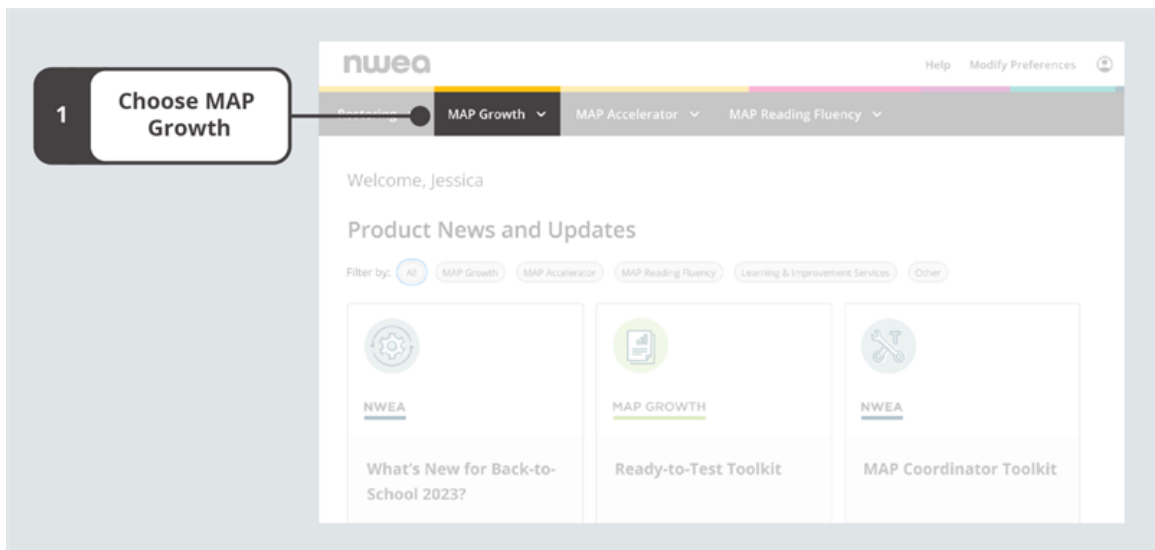 nwea
Help Modify Preferences
1 Choose MAP
Growth
Rostering MAP Growth MAP Accelerator MAP Reading Fluency
Welcome, Jessica
Product News and Updates
Filter by: All MAP Growth MAP Accelerator MAP Reading Fluency Learning & Improvement Services Other
NWEA MAP GROWTH NWEA
What's New for Back-to- Ready-to-Test Toolkit MAP Coordinator Toolkit
School 2023?